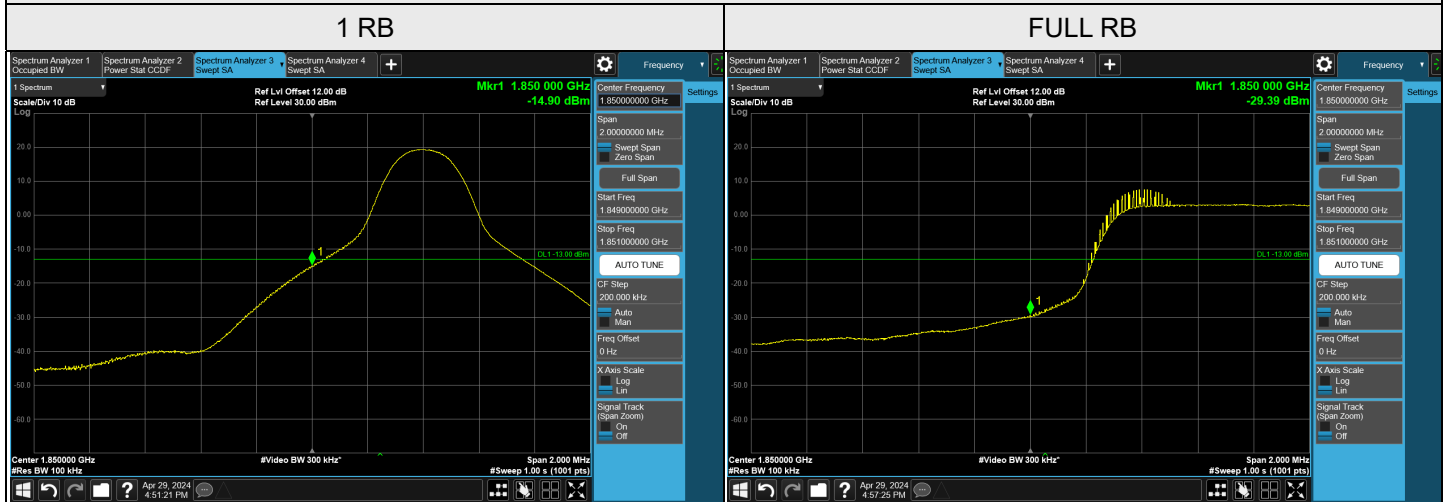 1 RB
FULL RB
Spectrum Analyzer 1
Occupied BW
Spectrum Analyzer 2
Power Stat CCDF
Spectrum Analyzer 3
Swept SA
Spectrum Analyzer 4
Swept SA
+
Frequency
1 Spectrum
Scale/Div 10 dB
Log
Ref Lvl Offset 12.00 dB
Ref Level 30.00 dBm
Mkr1 1.850 000 GHz
-14.90 dBm
20.0
10.0
0.00
-10.0
-20.0
-30.0
-40.0
-50.0
-60.0
1
DL1 -13.00 dBm
Center 1.850000 GHz
#Res BW 100 kHz
#Video BW 300 kHz*
Span 2.000 MHz
#Sweep 1.00 s (1001 pts)
Center Frequency
1.850000000 GHz
Settings
Span
2.00000000 MHz
Swept Span
Zero Span
Full Span
Start Freq
1.849000000 GHz
Stop Freq
1.851000000 GHz
AUTO TUNE
CF Step
200.000 kHz
Auto
Man
Freq Offset
0 Hz
X Axis Scale
Log
Lin
Signal Track
(Span Zoom)
On
Off
?
Apr 29, 2024
4:51:21 PM
Spectrum Analyzer 1
Occupied BW
Spectrum Analyzer 2
Power Stat CCDF
Spectrum Analyzer 3
Swept SA
Spectrum Analyzer 4
Swept SA
+
Frequency
1 Spectrum
Scale/Div 10 dB
Log
Ref Lvl Offset 12.00 dB
Ref Level 30.00 dBm
Mkr1 1.850 000 GHz
-29.39 dBm
20.0
10.0
0.00
-10.0
-20.0
-30.0
-40.0
-50.0
-60.0
1
DL1 -13.00 dBm
Center 1.850000 GHz
#Res BW 100 kHz
#Video BW 300 kHz*
Span 2.000 MHz
#Sweep 1.00 s (1001 pts)
Center Frequency
1.850000000 GHz
Settings
Span
2.00000000 MHz
Swept Span
Zero Span
Full Span
Start Freq
1.849000000 GHz
Stop Freq
1.851000000 GHz
AUTO TUNE
CF Step
200.000 kHz
Auto
Man
Freq Offset
0 Hz
X Axis Scale
Log
Lin
Signal Track
(Span Zoom)
On
Off
?
Apr 29, 2024
4:57:25 PM